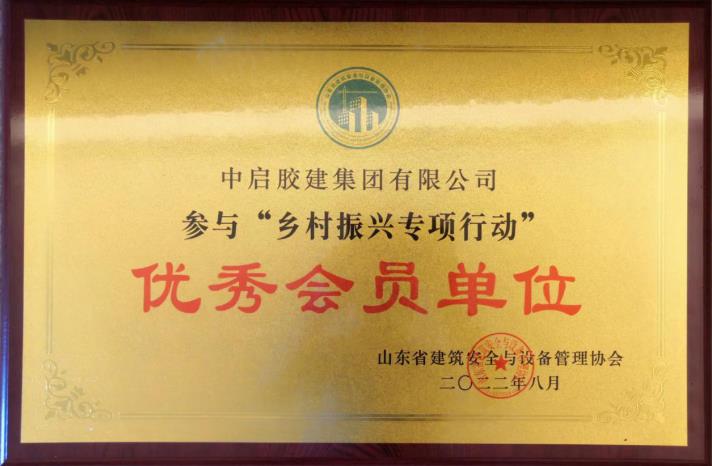 中启胶建集团有限公司
参与“乡村振兴专项行动”
优秀会员单位
山东省建筑安全与设备管理协会
二〇二二年八月